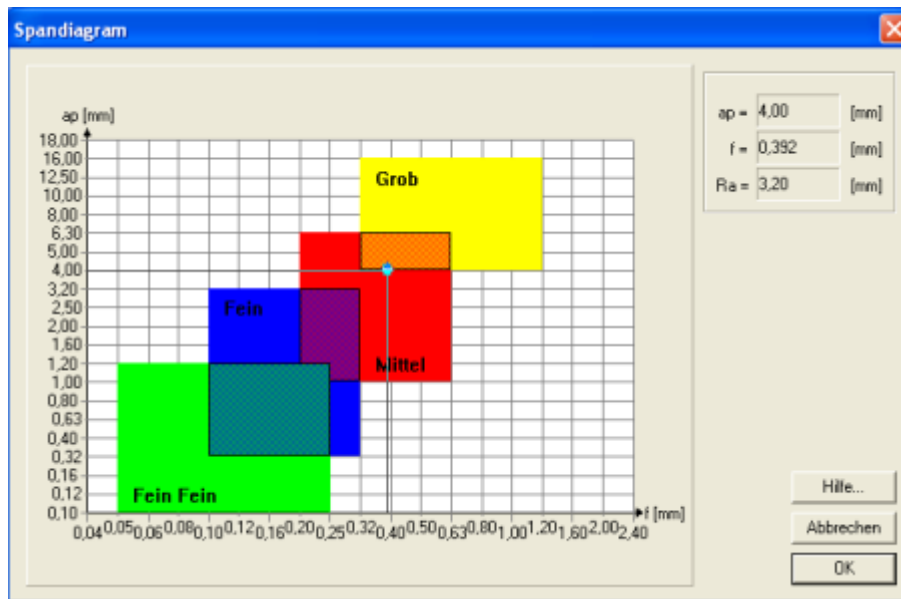 Spandiagram
ap [mm]
18,00
16,00
12,50
10,00
8,00
6,30
5,00
4,00
3,20
2,50
2,00
1,60
1,20
1,00
0,80
0,63
0,40
0,32
0,16
0,12
0,10
Grob
Fein
Mittel
Fein Fein
0,04 0,05 0,06 0,08 0,10 0,12 0,16 0,20 0,25 0,32 0,40 0,50 0,63 0,80 1,00 1,20 1,60 2,00 2,40
f [mm]
ap = 4,00 [mm]
f = 0,392 [mm]
Ra = 3,20 [mm]
Hilfe...
Abbrechen
OK